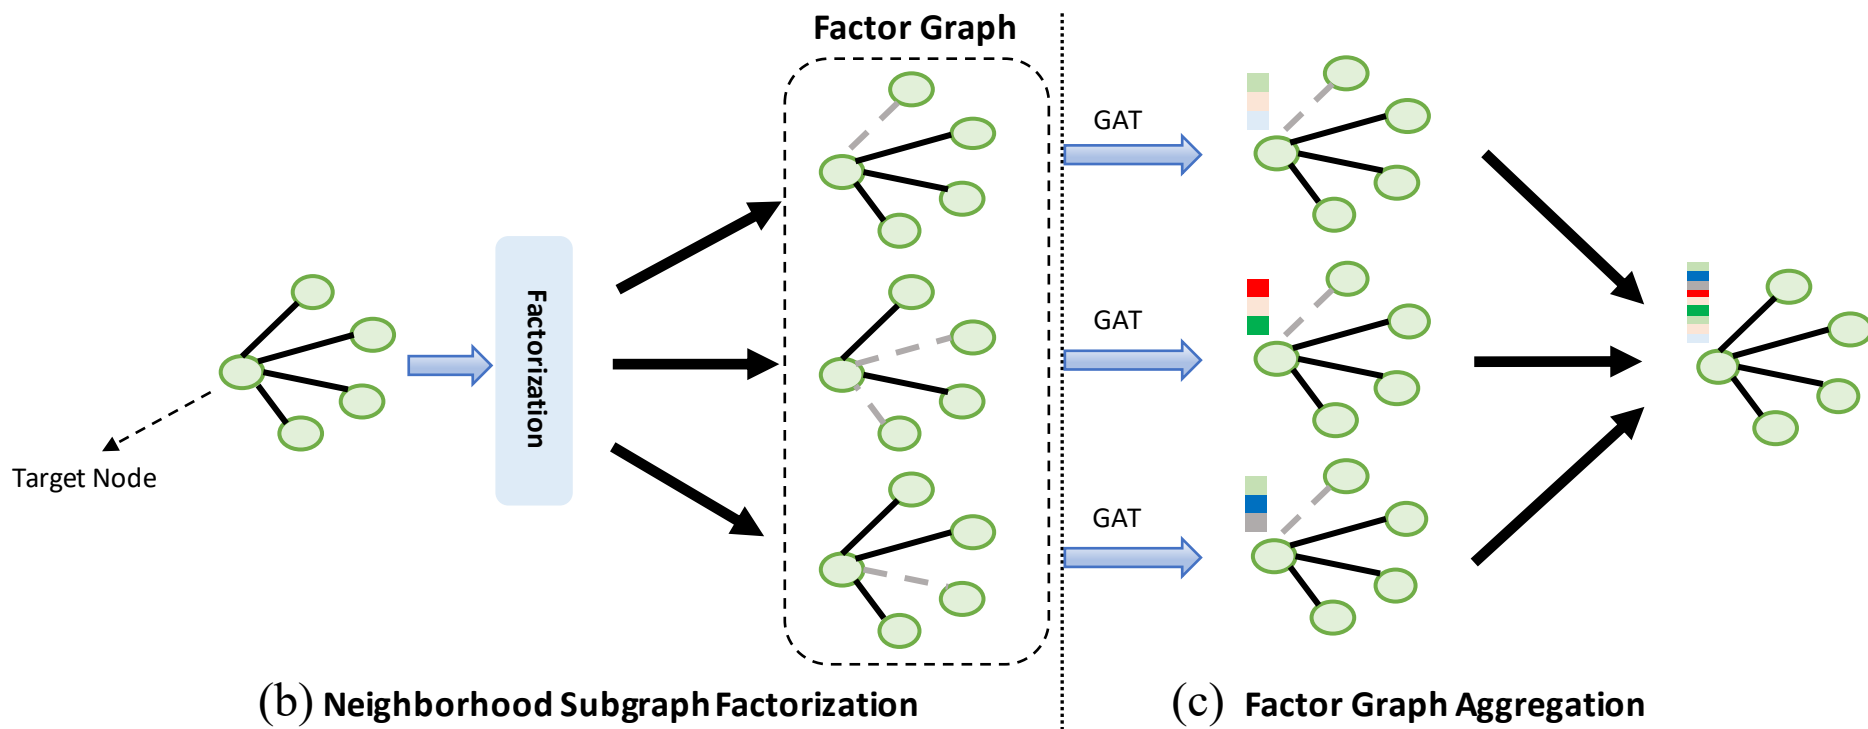 Factor Graph
GAT
Factorization
GAT
Target Node
GAT
(b) Neighborhood Subgraph Factorization
(c) Factor Graph Aggregation